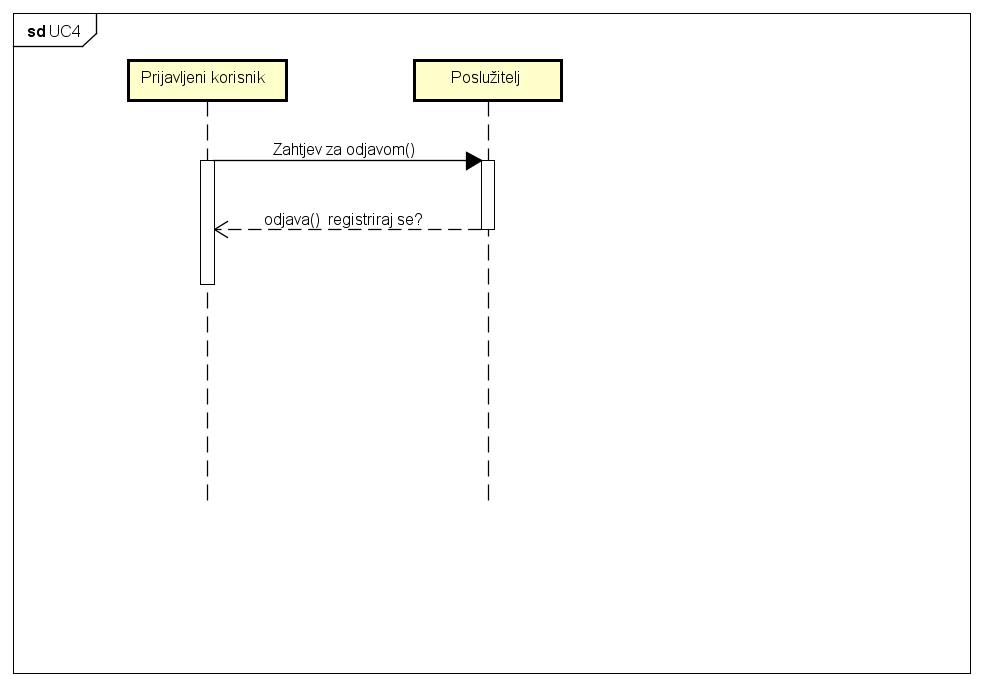 sd UC4
Prijavljeni korisnik
Poslužitelj
Zahtjev za odjavom()
odjava()  registriraj se?